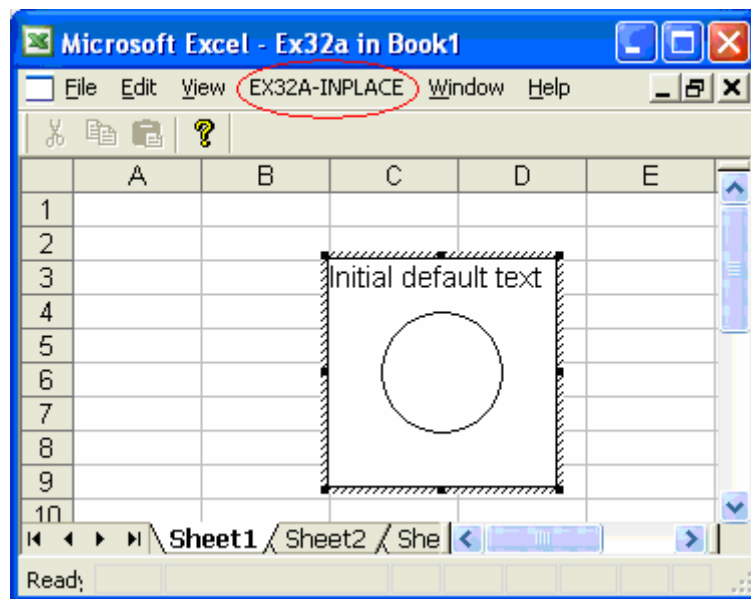 Microsoft Excel - Ex32a in Book1
File Edit View EX32A-INPLACE Window Help
A B C D E
1
2
3 Initial default text
4
5
6
7
8
9
10
Sheet1 Sheet2 She
Ready